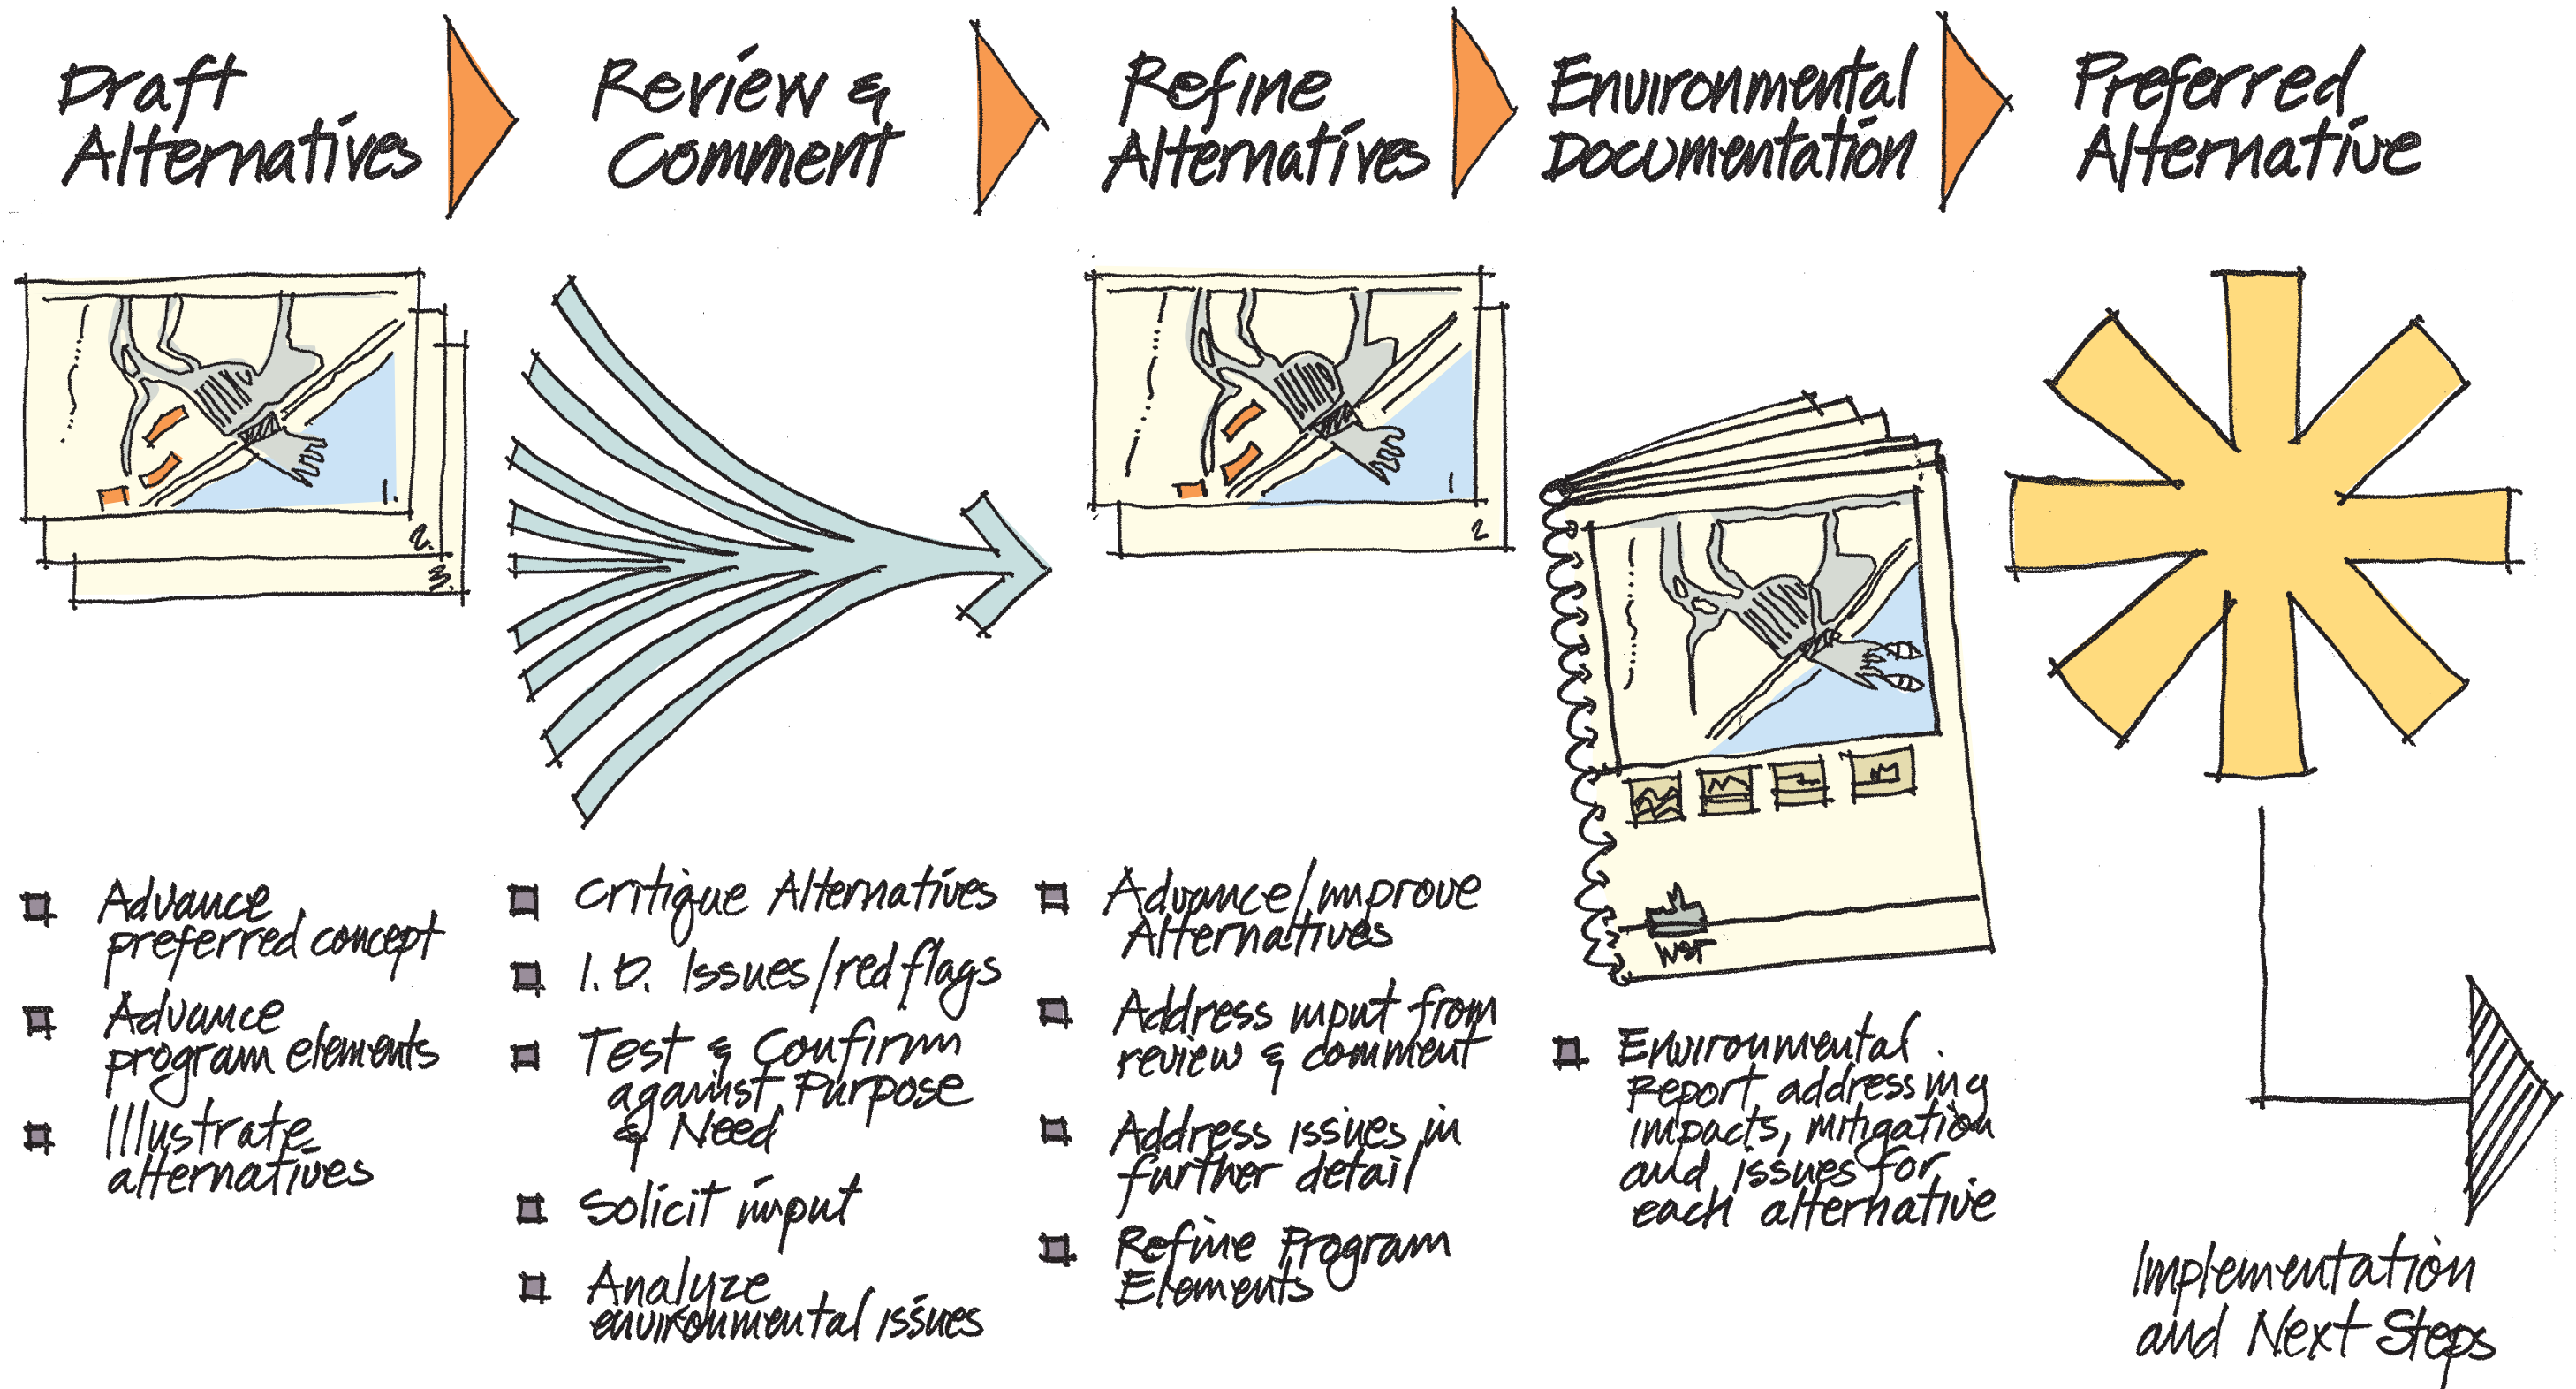 Draft
Alternatives
Review &
Comment
Refine
Alternatives
Environmental
Documentation
Preferred
Alternative
1.
2.
3.
1
2
WSF
Advance
preferred concept
Advance
program elements
Illustrate
alternatives
Critique Alternatives
I.D. Issues/red flags
Test & Confirm
against Purpose
& Need
Solicit input
Analyze
environmental issues
Advance/improve
Alternatives
Address input from
review & comment
Address issues in
further detail
Refine Program
Elements
Environmental
Report addressing
impacts, mitigation
and issues for
each alternative
Implementation
and Next Steps